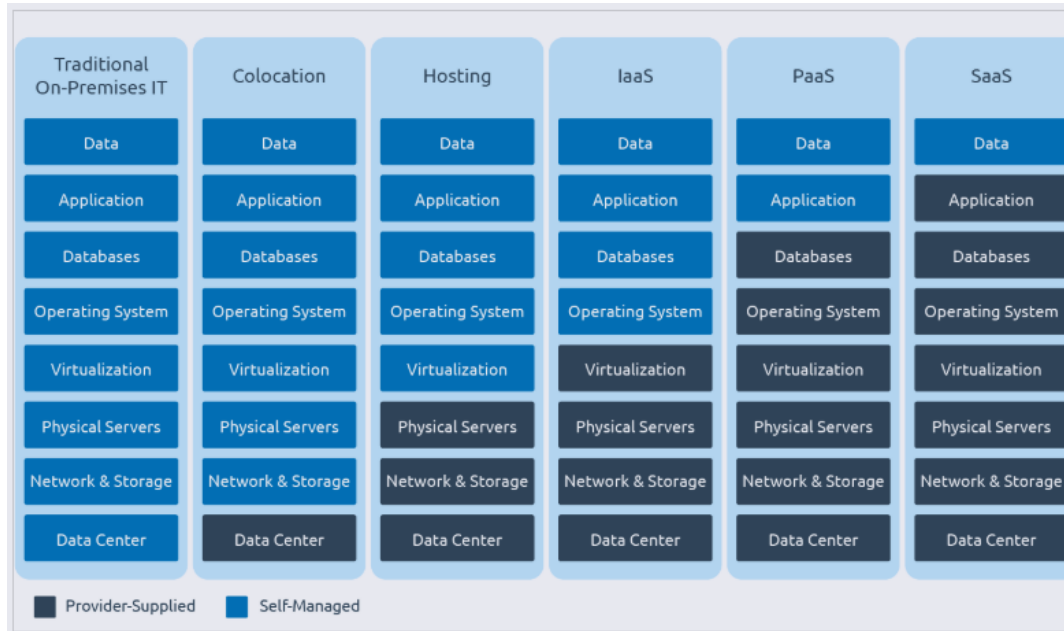 Traditional
On-Premises IT
Colocation
Hosting
IaaS
PaaS
SaaS
Data
Data
Data
Data
Data
Data
Application
Application
Application
Application
Application
Application
Databases
Databases
Databases
Databases
Databases
Databases
Operating System
Operating System
Operating System
Operating System
Operating System
Operating System
Virtualization
Virtualization
Virtualization
Virtualization
Virtualization
Virtualization
Physical Servers
Physical Servers
Physical Servers
Physical Servers
Physical Servers
Physical Servers
Network & Storage
Network & Storage
Network & Storage
Network & Storage
Network & Storage
Network & Storage
Data Center
Data Center
Data Center
Data Center
Data Center
Data Center
Provider-Supplied
Self-Managed